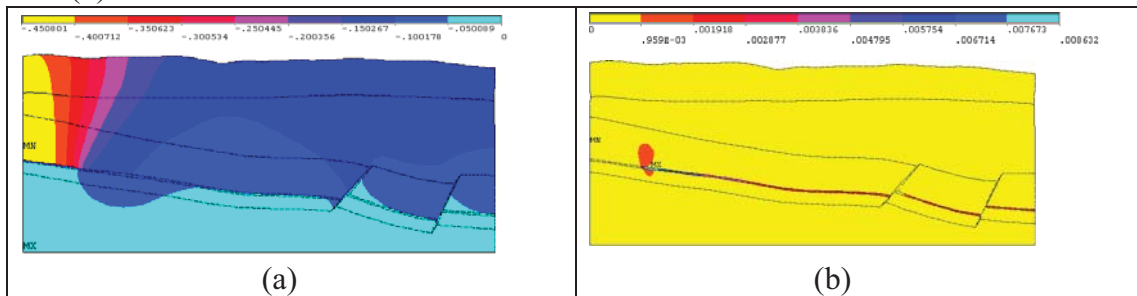 -.450801 -.350623 -.250445 -.150267 -.050089
-.400712 -.300534 -.200356 -.100178 0
MN
MX
(a)
0 .001918 .003836 .005754 .007673
.959E-03 .002877 .004795 .006714 .008632
MN
MX
(b)